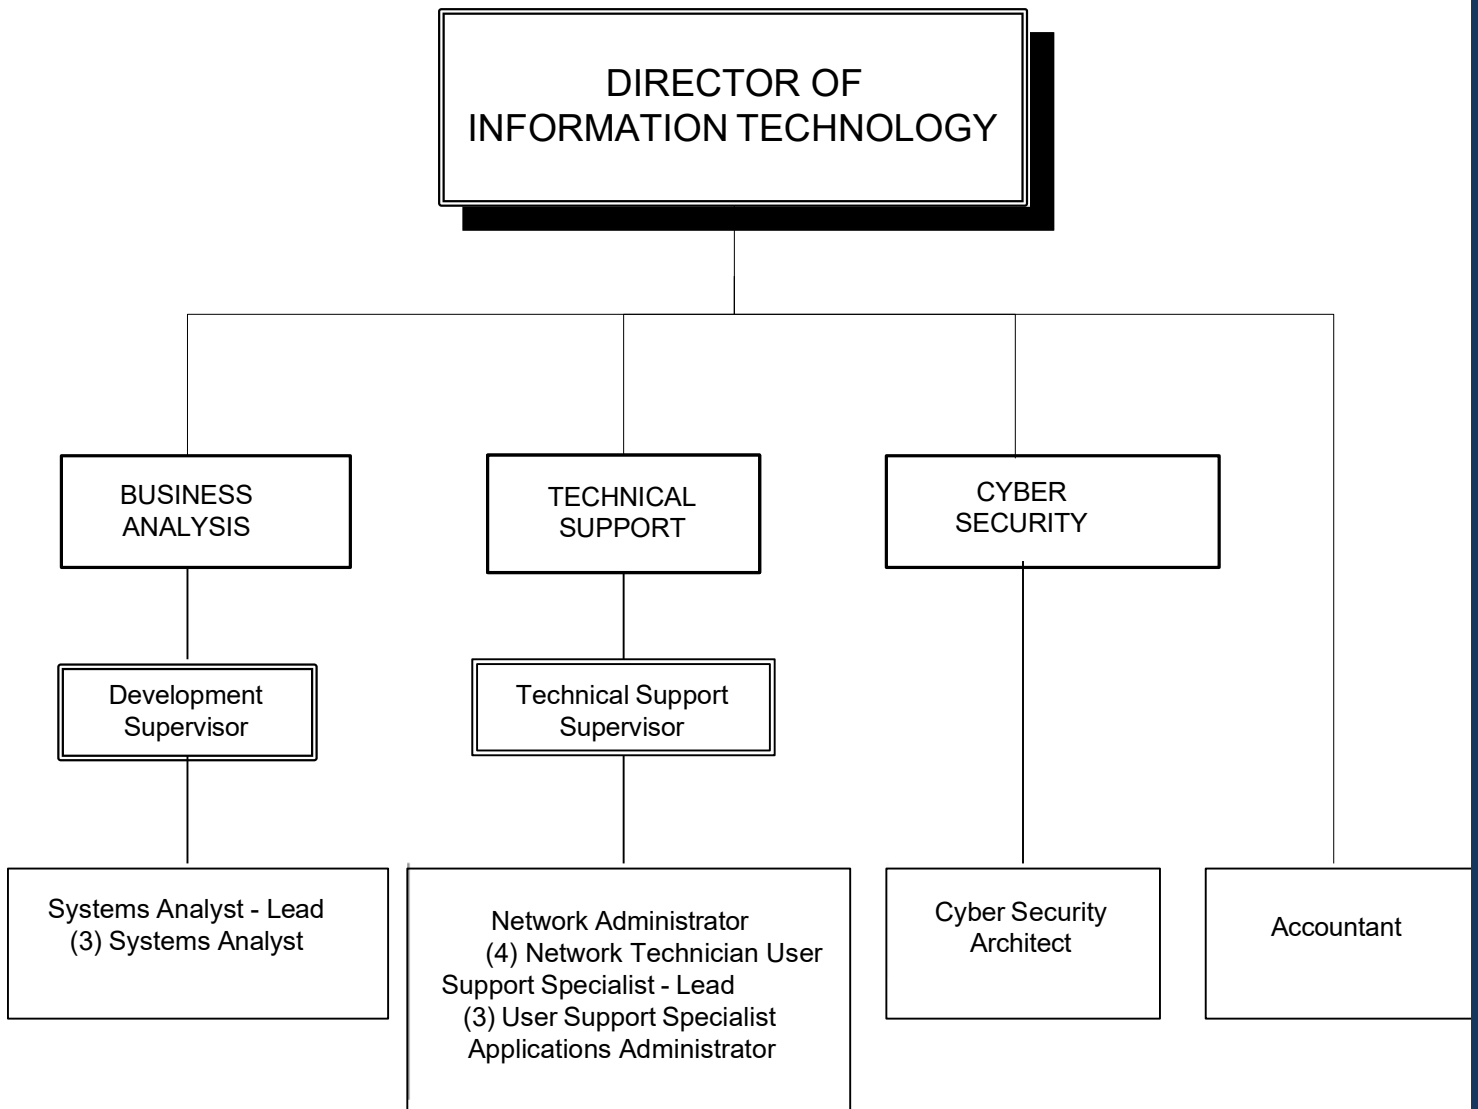 DIRECTOR OF
INFORMATION TECHNOLOGY
BUSINESS
ANALYSIS
TECHNICAL
SUPPORT
CYBER
SECURITY
Development
Supervisor
Technical Support
Supervisor
Systems Analyst - Lead
(3) Systems Analyst
Network Administrator
(4) Network Technician User
Support Specialist - Lead
(3) User Support Specialist
Applications Administrator
Cyber Security
Architect
Accountant